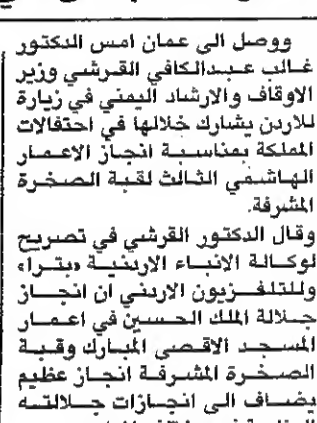 ووصل الى عمان امس الدكتور
غالب عبدالكافي القرشي وزير
الاوقاف والارشاد اليمني في زيارة
للاردن يشارك خلالها في احتفالات
المملكة بمناسبة انجاز الاعمار
الهاشمي الثالث لقبة الصخرة
المشرفة.
وقال الدكتور القرشي في تصريح
لوكالة الانباء الاردنية «بترا»
وللتلفزيون الاردني ان انجاز
جلالة الملك الحسين في اعمار
المسجد الاقصى المبارك وقبة
الصخرة المشرفة انجاز عظيم
يضاف الى انجازات جلالته